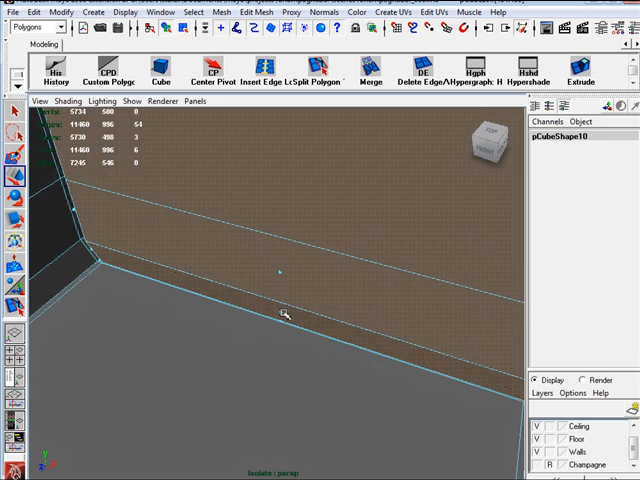 File Edit Modify Create Display Window Select Mesh Edit Mesh Proxy Normals Color Create UVs Edit UVs Muscle Help
Polygons
Modeling
His CPD CP DE Hgph Hshd
History Custom Polyg Cube Center Pivot Insert Edge Lo Split Polygon Merge Delete Edge/ Hypergraph: H Hypershade Extrude
View Shading Lighting Show Renderer Panels
5734 500 0
11460 996 54
5730 498 3
11460 996 6
7245 546 0
TOP
FRONT
Channels Object
pCubeShape10
Display Render
Layers Options Help
V Ceiling
V Floor
V Walls
R Champagne
y
z
Isolate : persp